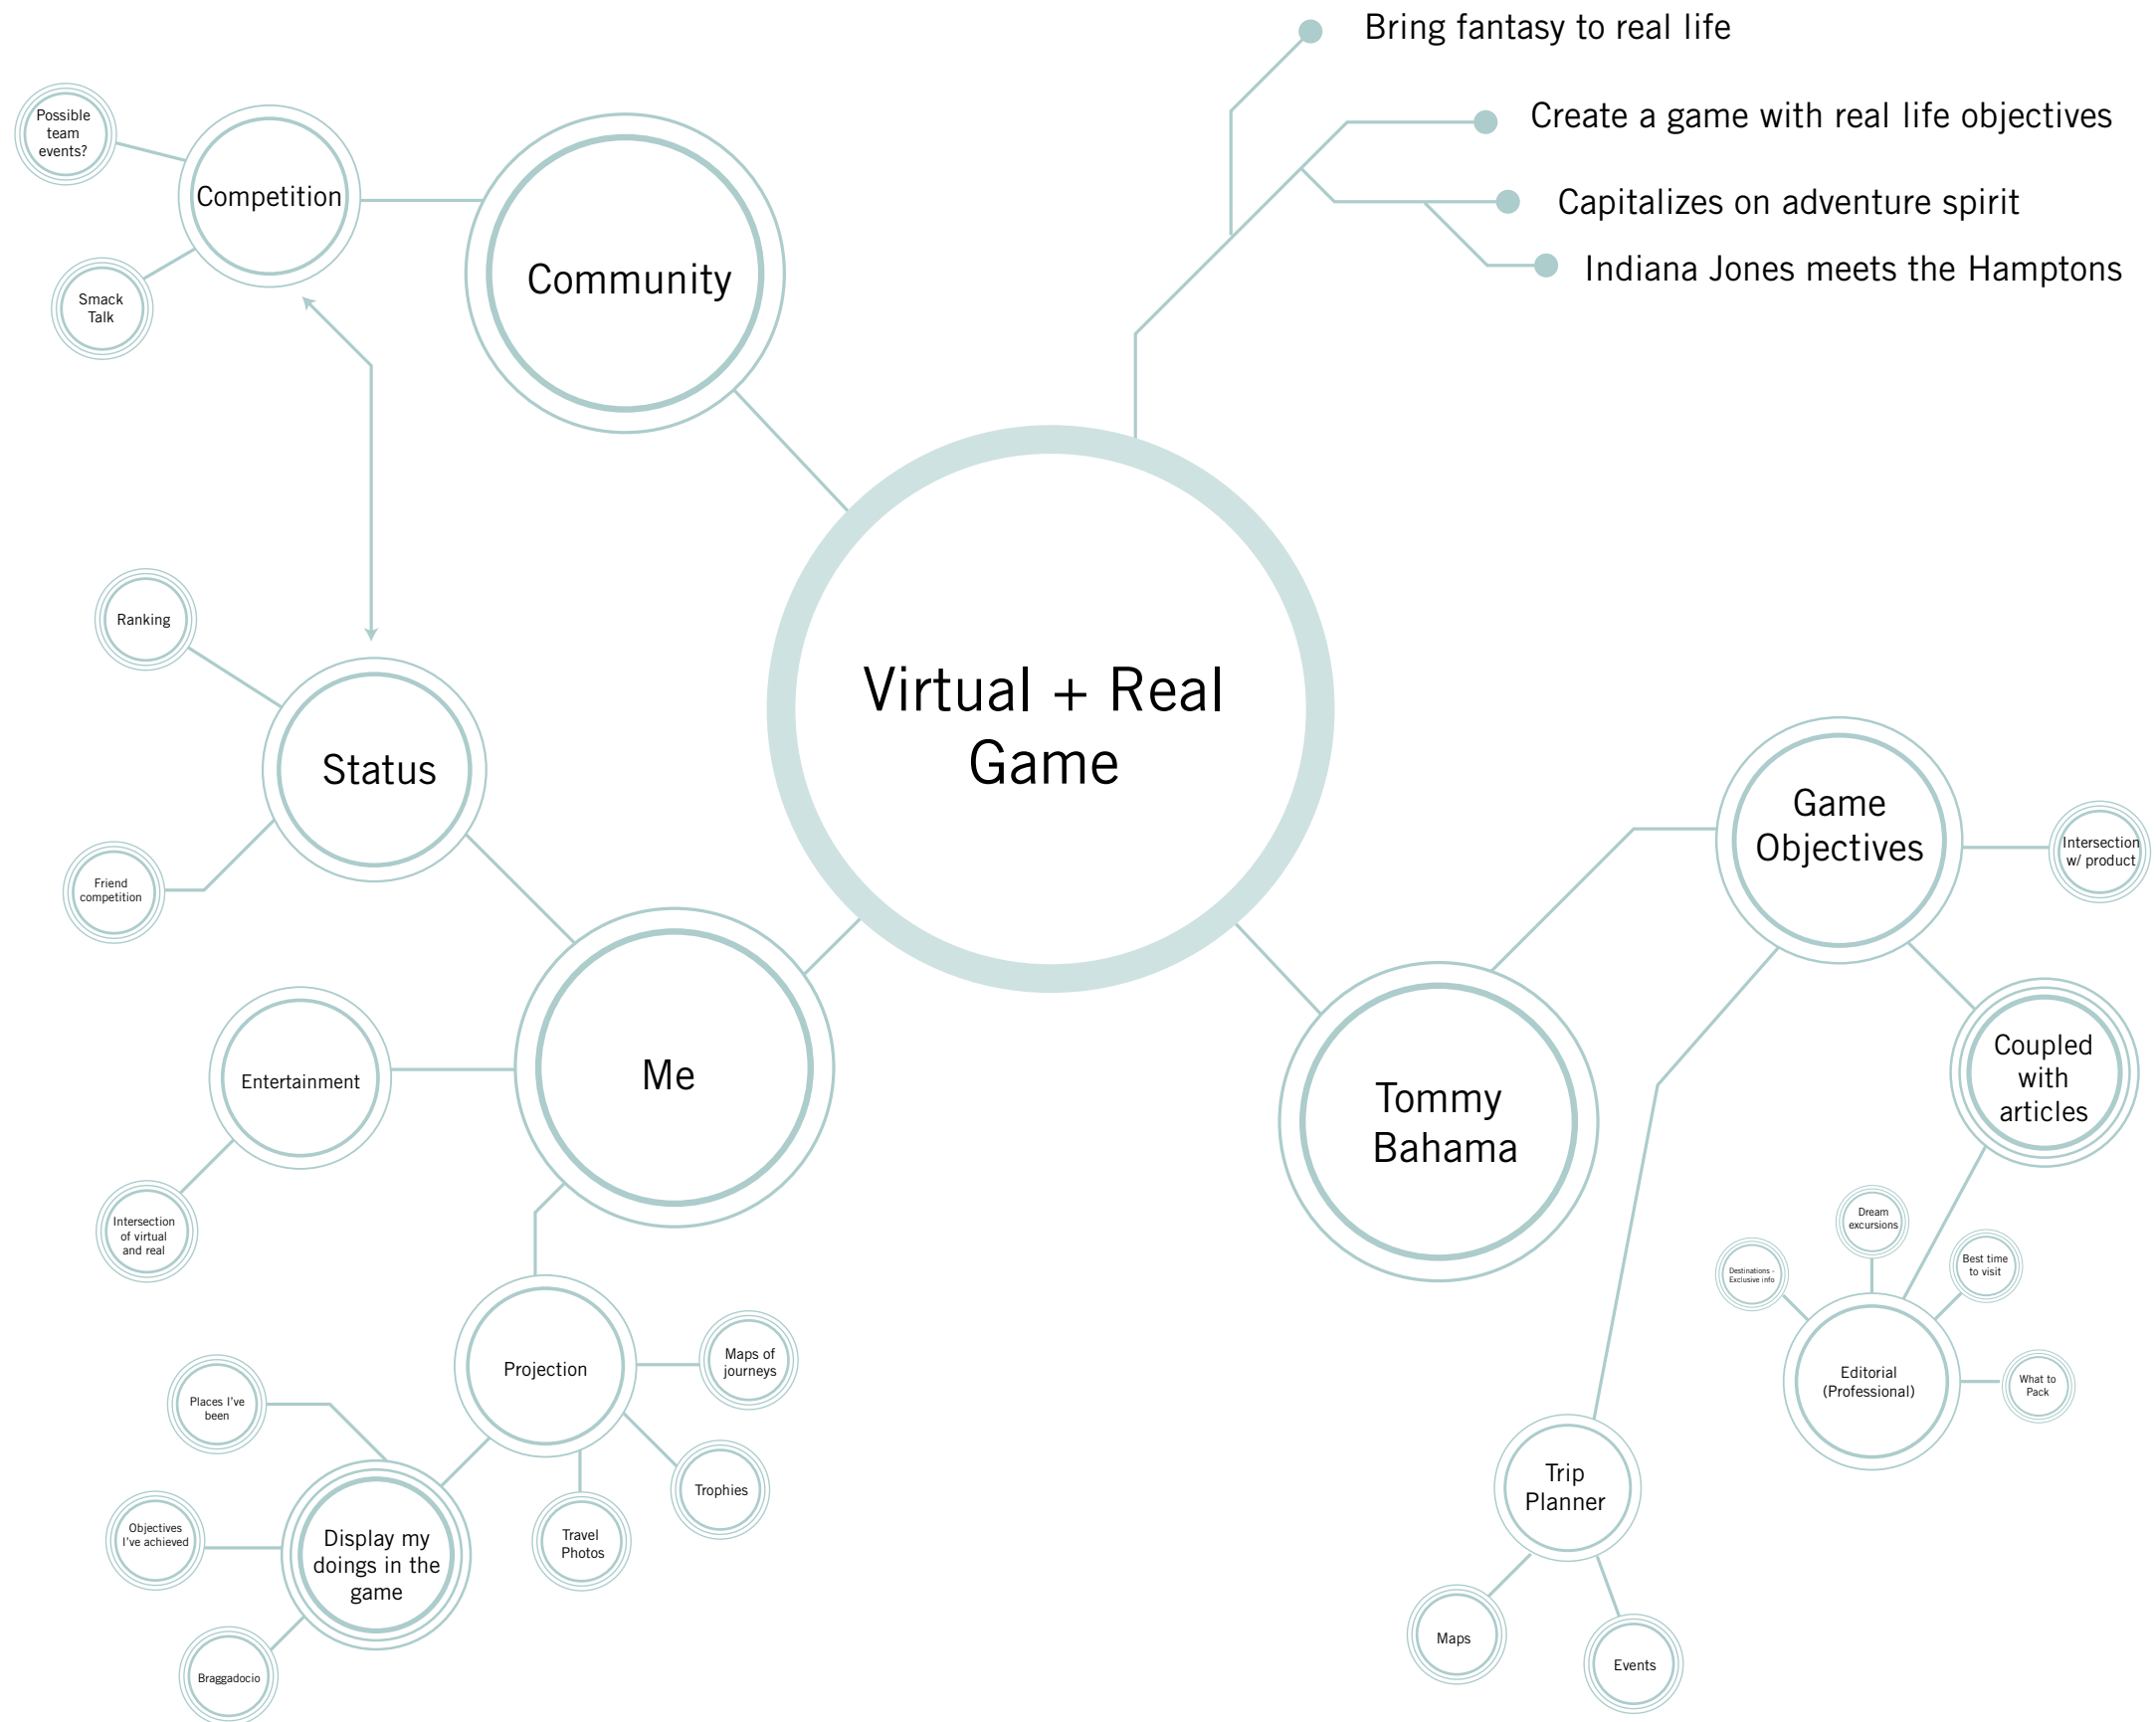 Bring fantasy to real life
Create a game with real life objectives
Capitalizes on adventure spirit
Indiana Jones meets the Hamptons
Possible
team
events?
Competition
Smack
Talk
Community
Virtual + Real
Game
Ranking
Status
Friend
competition
Me
Entertainment
Intersection
of virtual
and real
Projection
Maps of
journeys
Trophies
Travel
Photos
Places I've
been
Objectives
I've achieved
Display my
doings in the
game
Braggadocio
Tommy
Bahama
Game
Objectives
Intersection
w/ product
Coupled
with
articles
Dream
excursions
Destinations -
Exclusive info
Best time
to visit
Editorial
(Professional)
What to
Pack
Trip
Planner
Maps
Events